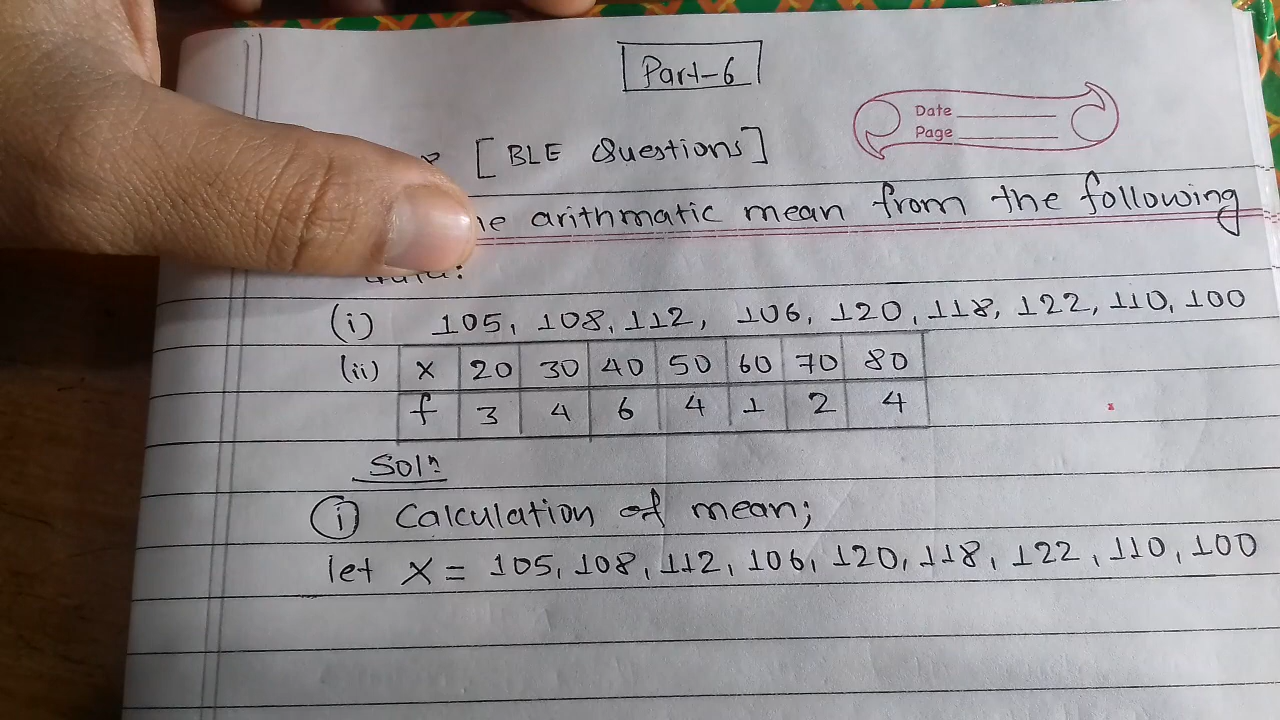 Part-6
Date
Page
[BLE Questions]
arithmatic mean from the following
(i) 105, 108, 112, 106, 120, 118, 122, 110, 100
(ii) x 20 30 40 50 60 70 80
f 3 4 6 4 1 2 4
Solⁿ
(i) Calculation of mean;
let x = 105, 108, 112, 106, 120, 118, 122, 110, 100